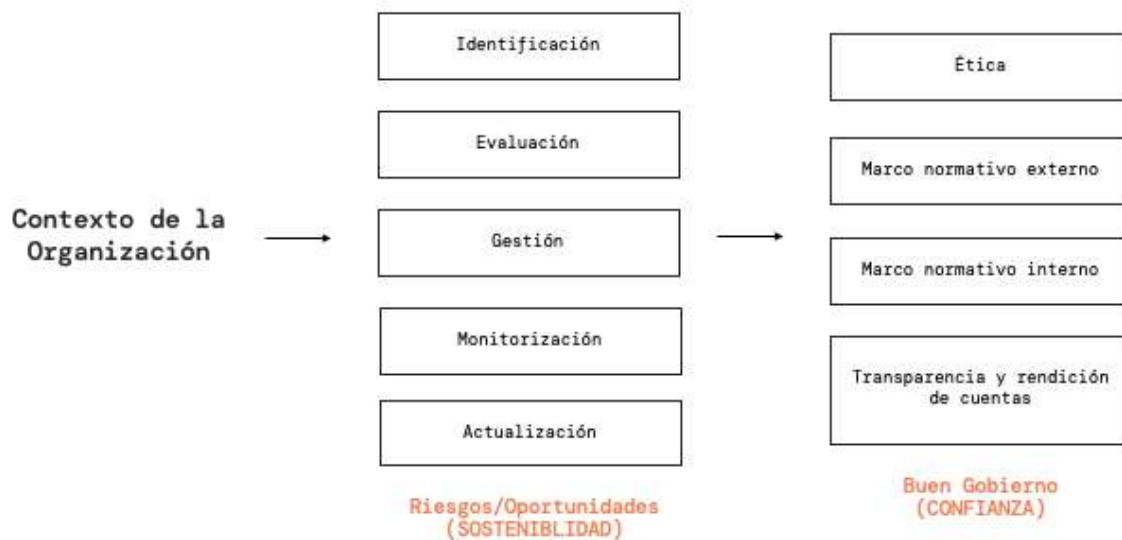 Contexto de la
Organización
Identificación
Evaluación
Gestión
Monitorización
Actualización
Riesgos/Oportunidades
(SOSTENIBLIDAD)
Ética
Marco normativo externo
Marco normativo interno
Transparencia y rendición
de cuentas
Buen Gobierno
(CONFIANZA)